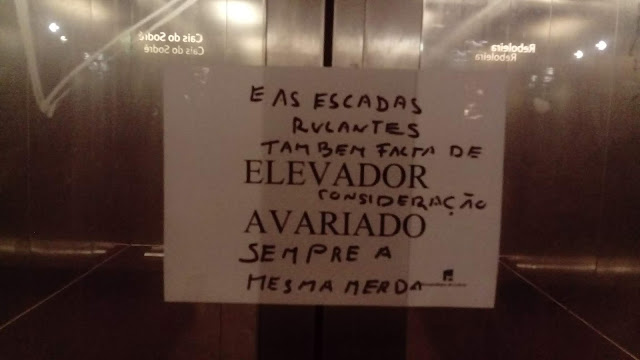 Cais do Sodré
Cais do Sodré
Reboleira
Reboleira
E AS ESCADAS
RULANTES
TAMBEM FALTA DE
ELEVADOR
CONSIDERAÇÃO
AVARIADO
SEMPRE A
MESMA MERDA